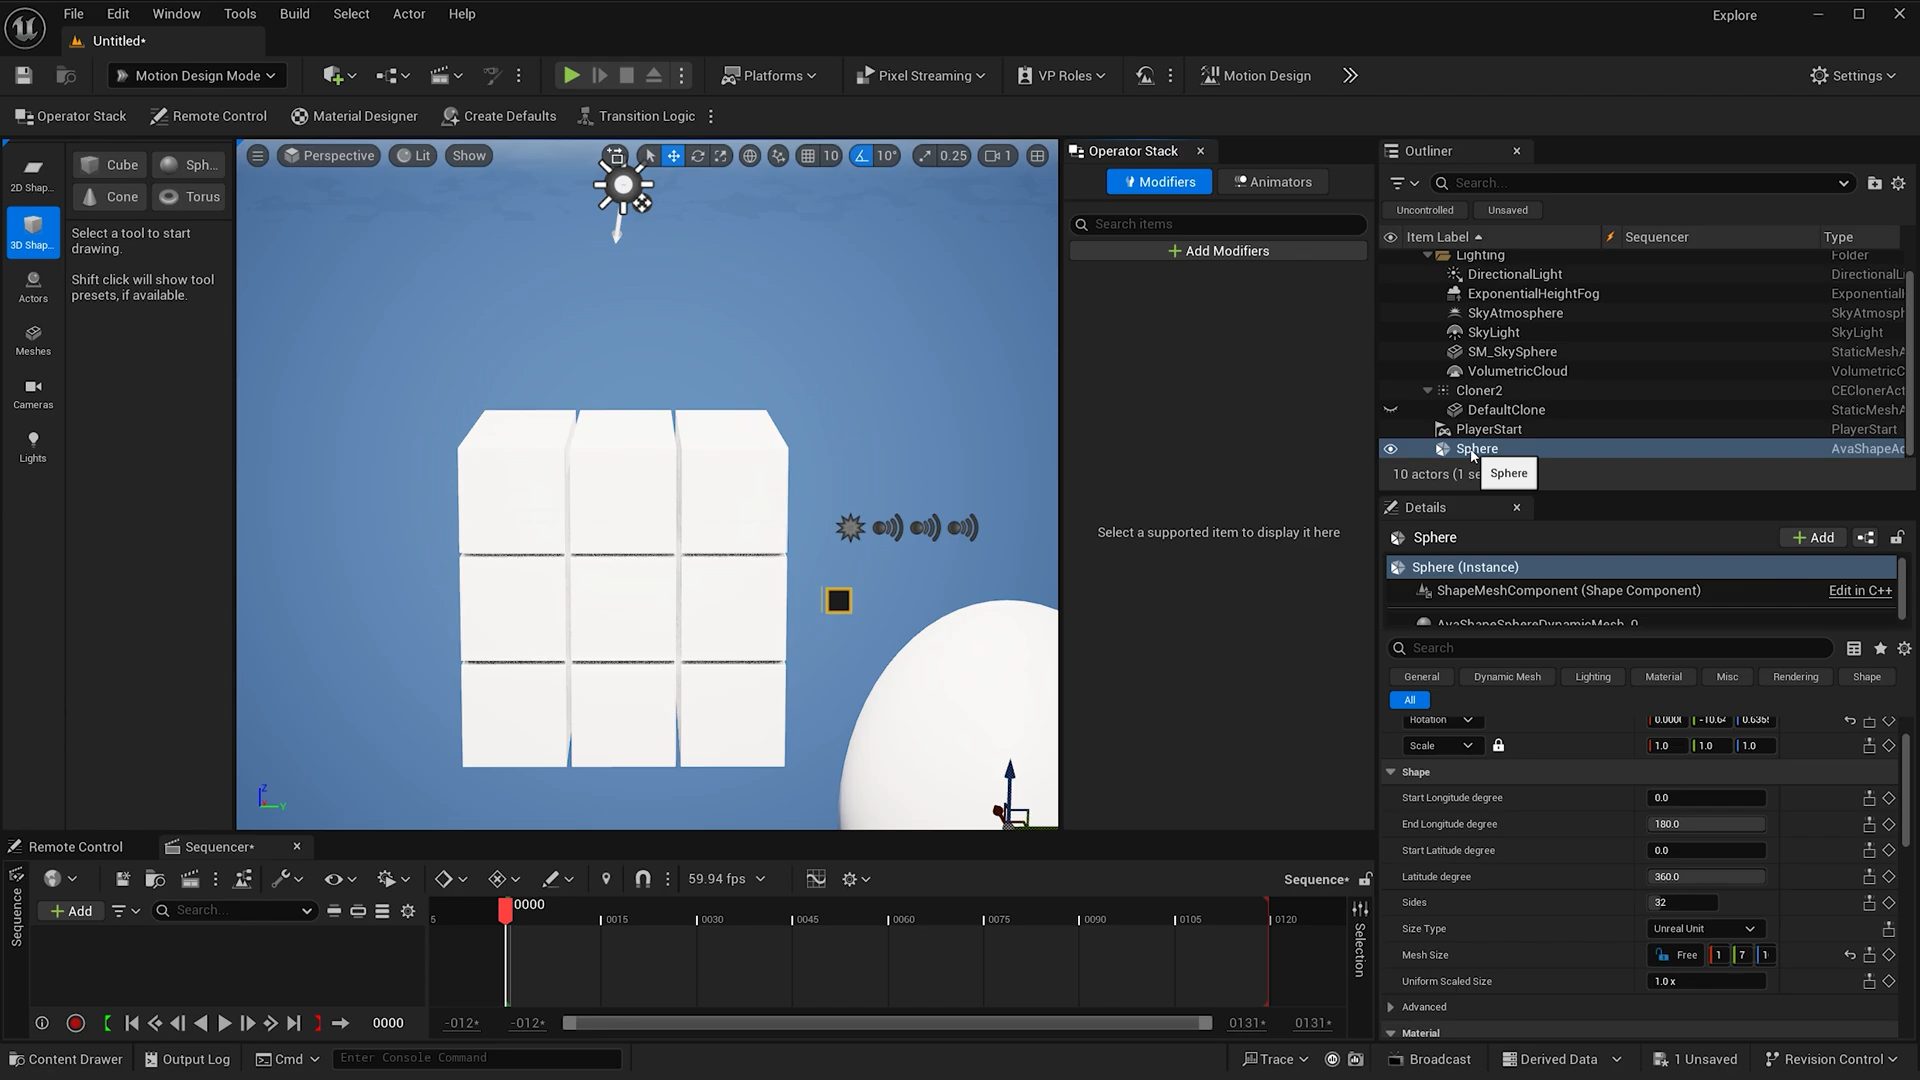 File Edit Window Tools Build Select Actor Help
Explore
Untitled*
Motion Design Mode
Platforms
Pixel Streaming
VP Roles
Motion Design
Settings
Operator Stack
Remote Control
Material Designer
Create Defaults
Transition Logic
2D Shap...
3D Shap...
Actors
Meshes
Cameras
Lights
Cube
Sph...
Cone
Torus
Select a tool to start
drawing.
Shift click will show tool
presets, if available.
Perspective
Lit
Show
10
10°
0.25
1
Z
Y
Operator Stack
Modifiers
Animators
Search items
Add Modifiers
Select a supported item to display it here
Outliner
Search...
Uncontrolled
Unsaved
Item Label
Sequencer
Type
Lighting Folder
DirectionalLight DirectionalLi
ExponentialHeightFog Exponential
SkyAtmosphere SkyAtmosph
SkyLight SkyLight
SM_SkySphere StaticMeshA
VolumetricCloud VolumetricC
Cloner2 CEClonerAct
DefaultClone StaticMeshA
PlayerStart PlayerStart
Sphere AvaShapeAc
10 actors (1 se
Sphere
Details
Sphere
Add
Sphere (Instance)
ShapeMeshComponent (Shape Component)
Edit in C++
AvaShapeSphereDynamicMesh_0
Search
General
Dynamic Mesh
Lighting
Material
Misc
Rendering
Shape
All
Rotation
Scale 1.0 1.0 1.0
Shape
Start Longitude degree 0.0
End Longitude degree 180.0
Start Latitude degree 0.0
Latitude degree 360.0
Sides 32
Size Type Unreal Unit
Mesh Size Free 1 7 1
Uniform Scaled Size 1.0 x
Advanced
Material
Remote Control
Sequencer*
59.94 fps
Sequence*
Sequence
Add
Search...
0000
5 0015 0030 0045 0060 0075 0090 0105 0120
Selection
0000
-012*
-012*
0131*
0131*
Content Drawer
Output Log
Cmd
Enter Console Command
Trace
Broadcast
Derived Data
1 Unsaved
Revision Control